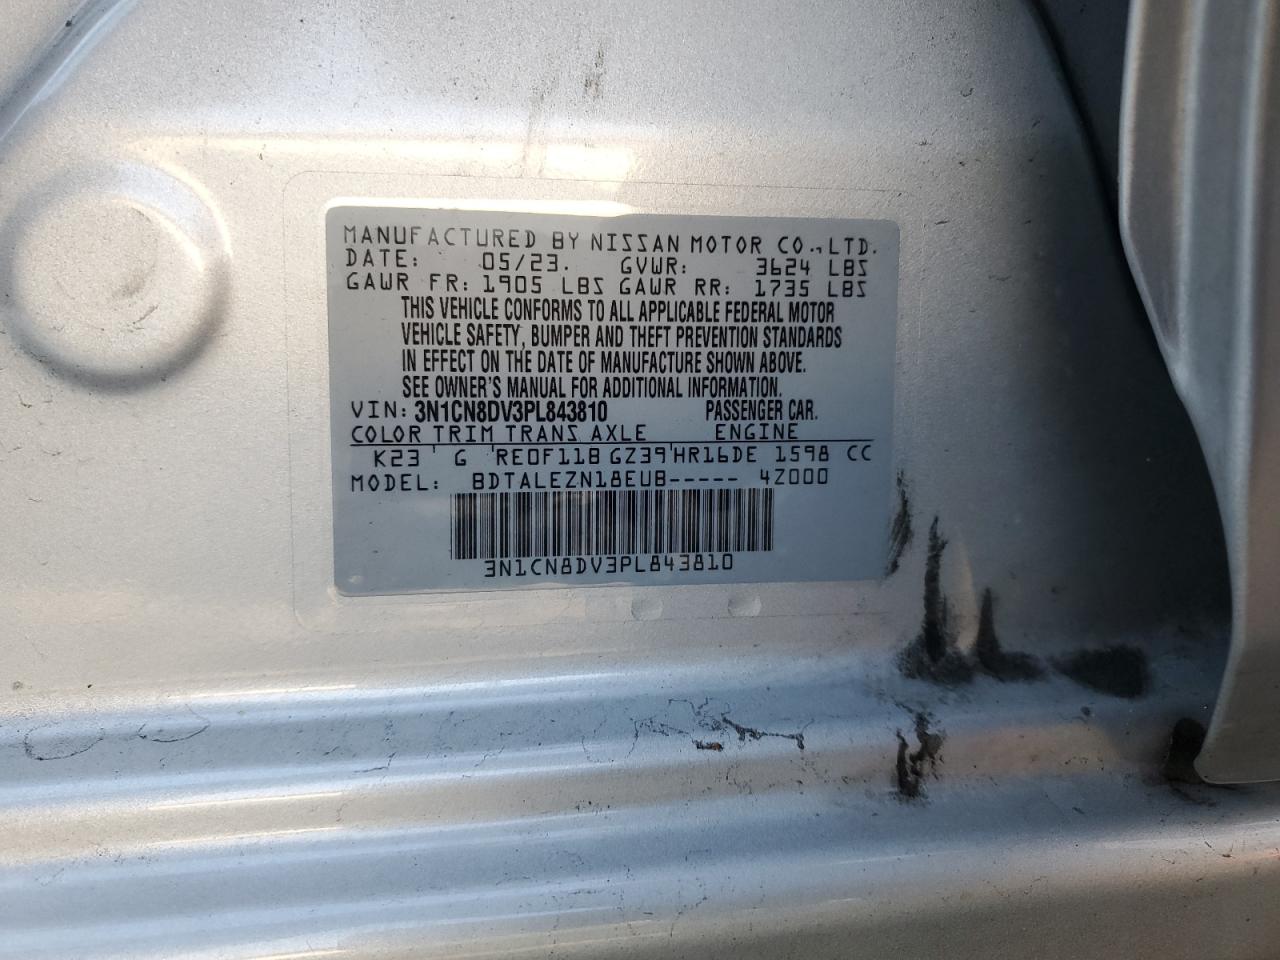 MANUFACTURED BY NISSAN MOTOR CO., LTD.
DATE: 05/23. GVWR: 3624 LBS
GAWR FR: 1905 LBS GAWR RR: 1735 LBS
THIS VEHICLE CONFORMS TO ALL APPLICABLE FEDERAL MOTOR
VEHICLE SAFETY, BUMPER AND THEFT PREVENTION STANDARDS
IN EFFECT ON THE DATE OF MANUFACTURE SHOWN ABOVE.
SEE OWNER'S MANUAL FOR ADDITIONAL INFORMATION.
VIN: 3N1CN8DV3PL843810 PASSENGER CAR.
COLOR TRIM TRANS AXLE ENGINE
K23 ' G 'RE0F11B GZ39'HR16DE 1598 CC
MODEL: BDTALEZN18EUB----- 4Z000
3N1CN8DV3PL843810